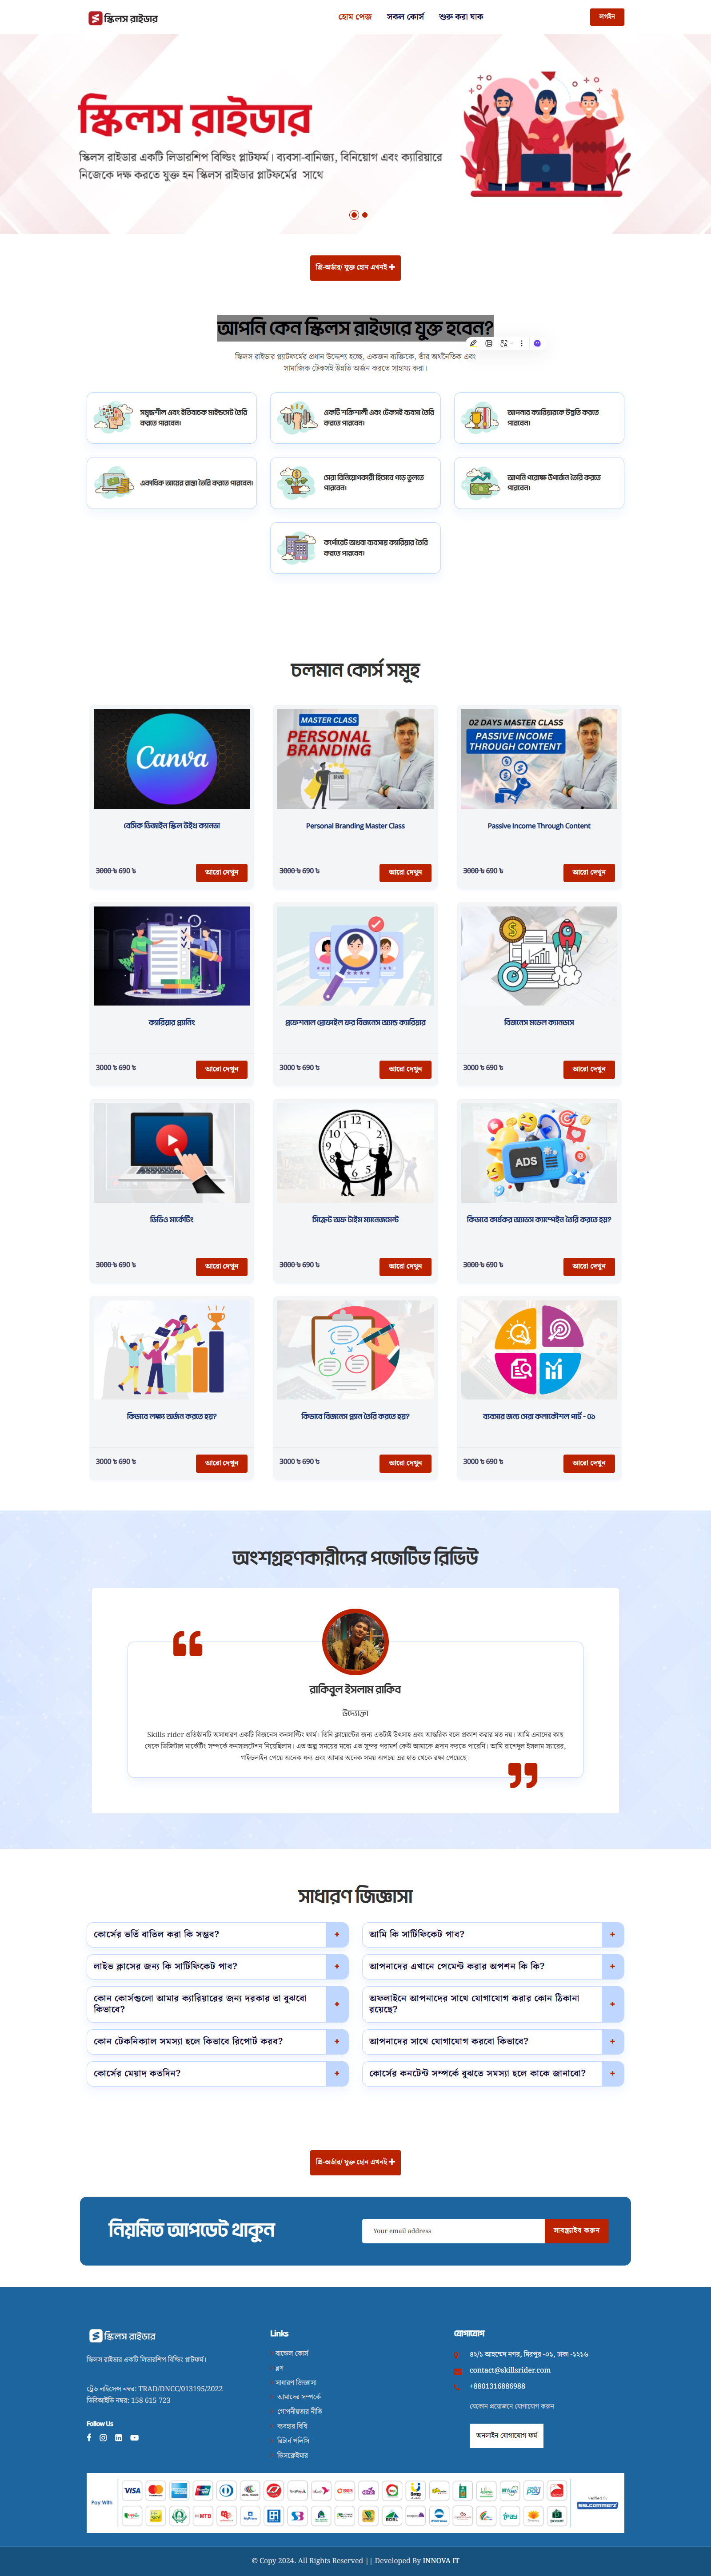 স্কিলস রাইডার
হোম পেজ
সকল কোর্স
শুরু করা যাক
লগইন
স্কিলস রাইডার
স্কিলস রাইডার একটি লিডারশিপ বিল্ডিং প্লাটফর্ম। ব্যবসা-বানিজ্য, বিনিয়োগ এবং ক্যারিয়ারে
নিজেকে দক্ষ করতে যুক্ত হন স্কিলস রাইডার প্লাটফর্মের সাথে
প্রি-অর্ডার/ যুক্ত হোন এখনই
আপনি কেন স্কিলস রাইডারে যুক্ত হবেন?
স্কিলস রাইডার প্ল্যাটফর্মের প্রধান উদ্দেশ্য হচ্ছে, একজন ব্যক্তিকে, তাঁর অর্থনৈতিক এবং
সামাজিক টেকসই উন্নতি অর্জন করতে সাহায্য করা।
সমৃদ্ধশীল এবং ইতিবাচক মাইন্ডসেট তৈরি
করতে পারবেন।
একটি শক্তিশালী এবং টেকসই ব্যবসা তৈরি
করতে পারবেন।
আপনার ক্যারিয়ারকে উন্নতি করতে
পারবেন।
একাধিক আয়ের রাস্তা তৈরি করতে পারবেন।
সেরা বিনিয়োগকারী হিসেবে গড়ে তুলতে
পারবেন।
আপনি পরোক্ষ উপার্জন তৈরি করতে
পারবেন।
কর্পোরেট অথবা ব্যবসায় ক্যারিয়ার তৈরি
করতে পারবেন।
চলমান কোর্স সমূহ
Canva
MASTER CLASS
PERSONAL
BRANDING
02 DAYS MASTER CLASS
PASSIVE INCOME
THROUGH CONTENT
বেসিক ডিজাইন স্কিল উইথ ক্যানভা
Personal Branding Master Class
Passive Income Through Content
3000 ৳ 690 ৳
আরো দেখুন
3000 ৳ 690 ৳
আরো দেখুন
3000 ৳ 690 ৳
আরো দেখুন
ক্যারিয়ার প্ল্যানিং
প্রফেশনাল প্রোফাইল ফর বিজনেস অ্যান্ড ক্যারিয়ার
বিজনেস মডেল ক্যানভাস
3000 ৳ 690 ৳
আরো দেখুন
3000 ৳ 690 ৳
আরো দেখুন
3000 ৳ 690 ৳
আরো দেখুন
ADS
ভিডিও মার্কেটিং
সিক্রেট অফ টাইম ম্যানেজমেন্ট
কিভাবে কার্যকর অ্যাডস ক্যাম্পেইন তৈরি করতে হয়?
3000 ৳ 690 ৳
আরো দেখুন
3000 ৳ 690 ৳
আরো দেখুন
3000 ৳ 690 ৳
আরো দেখুন
কিভাবে লক্ষ্য অর্জন করতে হয়?
কিভাবে বিজনেস প্ল্যান তৈরি করতে হয়?
ব্যবসার জন্য সেরা কলাকৌশল পার্ট - ০১
3000 ৳ 690 ৳
আরো দেখুন
3000 ৳ 690 ৳
আরো দেখুন
3000 ৳ 690 ৳
আরো দেখুন
অংশগ্রহণকারীদের পজেটিভ রিভিউ
রাকিবুল ইসলাম রাকিব
উদ্যোক্তা
Skills rider প্রতিষ্ঠানটি অসাধারণ একটি বিজনেস কনসাল্টিং ফার্ম। তিনি ক্লায়েন্টের জন্য এতটাই উৎসাহ এবং আন্তরিক বলে প্রকাশ করার মত নয়। আমি এনাদের কাছ
থেকে ডিজিটাল মার্কেটিং সম্পর্কে কনসালটেশন নিয়েছিলাম। এত অল্প সময়ের মধ্যে এত সুন্দর পরামর্শ কেউ আমাকে প্রদান করতে পারেনি। আমি রাশেদুল ইসলাম স্যারের,
গাইডলাইন পেয়ে অনেক ধন্য এবং আমার অনেক সময় অপচয় এর হাত থেকে রক্ষা পেয়েছে।
সাধারণ জিজ্ঞাসা
কোর্সের ভর্তি বাতিল করা কি সম্ভব?
আমি কি সার্টিফিকেট পাব?
লাইভ ক্লাসের জন্য কি সার্টিফিকেট পাব?
আপনাদের এখানে পেমেন্ট করার অপশন কি কি?
কোন কোর্সগুলো আমার ক্যারিয়ারের জন্য দরকার তা বুঝবো
কিভাবে?
অফলাইনে আপনাদের সাথে যোগাযোগ করার কোন ঠিকানা
রয়েছে?
কোন টেকনিক্যাল সমস্যা হলে কিভাবে রিপোর্ট করব?
আপনাদের সাথে যোগাযোগ করবো কিভাবে?
কোর্সের মেয়াদ কতদিন?
কোর্সের কনটেন্ট সম্পর্কে বুঝতে সমস্যা হলে কাকে জানাবো?
প্রি-অর্ডার/ যুক্ত হোন এখনই
নিয়মিত আপডেট থাকুন
Your email address
সাবস্ক্রাইব করুন
স্কিলস রাইডার
স্কিলস রাইডার একটি লিডারশিপ বিল্ডিং প্লাটফর্ম।
ট্রেড লাইসেন্স নম্বর: TRAD/DNCC/013195/2022
ডিবিআইডি নম্বর: 158 615 723
Follow Us
Links
বান্ডেল কোর্স
ব্লগ
সাধারণ জিজ্ঞাসা
আমাদের সম্পর্কে
গোপনীয়তার নীতি
ব্যবহার বিধি
রিটার্ন পলিসি
ডিসক্লেইমার
যোগাযোগ
৪২/১ আহম্মেদ নগর, মিরপুর -০১, ঢাকা -১২১৬
contact@skillsrider.com
+8801316886988
যেকোন প্রয়োজনে যোগাযোগ করুন
অনলাইন যোগাযোগ ফর্ম
Pay With
VISA
SSLCOMMERZ
© Copy 2024. All Rights Reserved || Developed By INNOVA IT